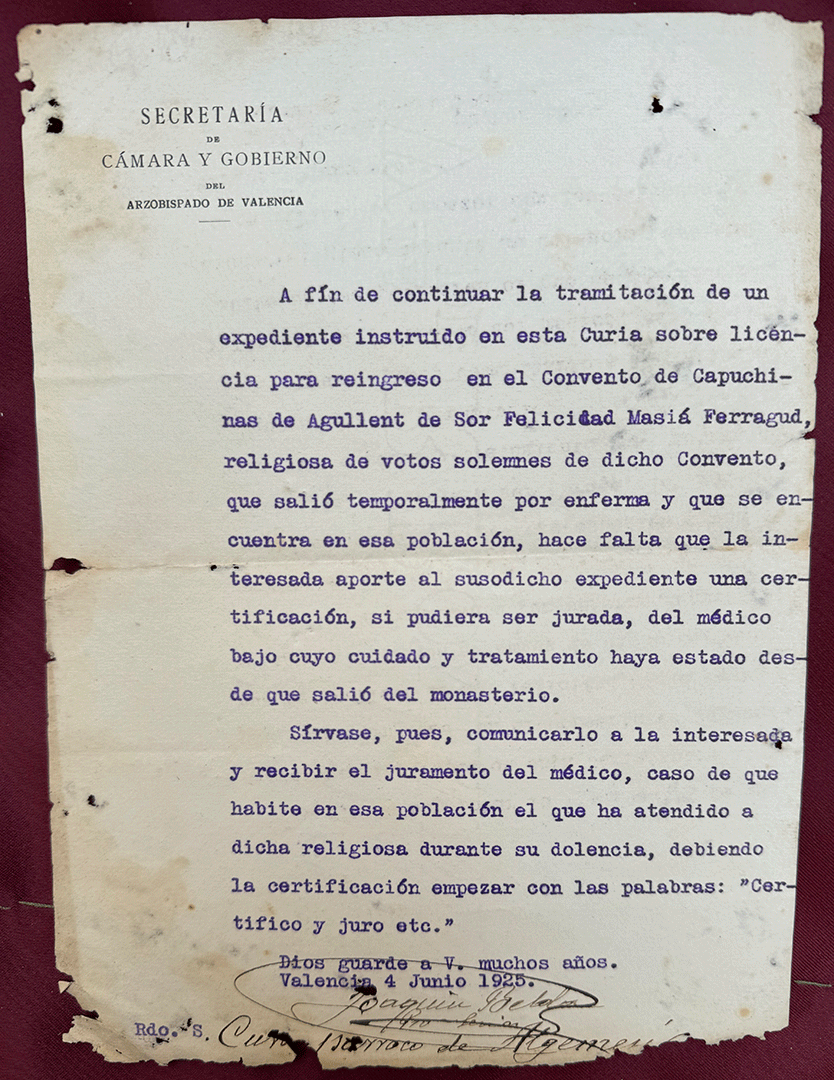 SECRETARÍA
DE
CÁMARA Y GOBIERNO
DEL
ARZOBISPADO DE VALENCIA
A fín de continuar la tramitación de un
expediente instruido en esta Curia sobre licén-
cia para reingreso en el Convento de Capuchi-
nas de Agullent de Sor Felicidad Masiá Ferragud,
religiosa de votos solemnes de dicho Convento,
que salió temporalmente por enferma y que se en-
cuentra en esa población, hace falta que la in-
teresada aporte al susodicho expediente una cer-
tificación, si pudiera ser jurada, del médico
bajo cuyo cuidado y tratamiento haya estado des-
de que salió del monasterio.
Sírvase, pues, comunicarlo a la interesada
y recibir el juramento del médico, caso de que
habite en esa población el que ha atendido a
dicha religiosa durante su dolencia, debiendo
la certificación empezar con las palabras: "Cer-
tifico y juro etc."
Dios guarde a V. muchos años.
Valencia 4 Junio 1925.
Joaquín Belda
Rdo. S. Cura Párroco de Algemesí